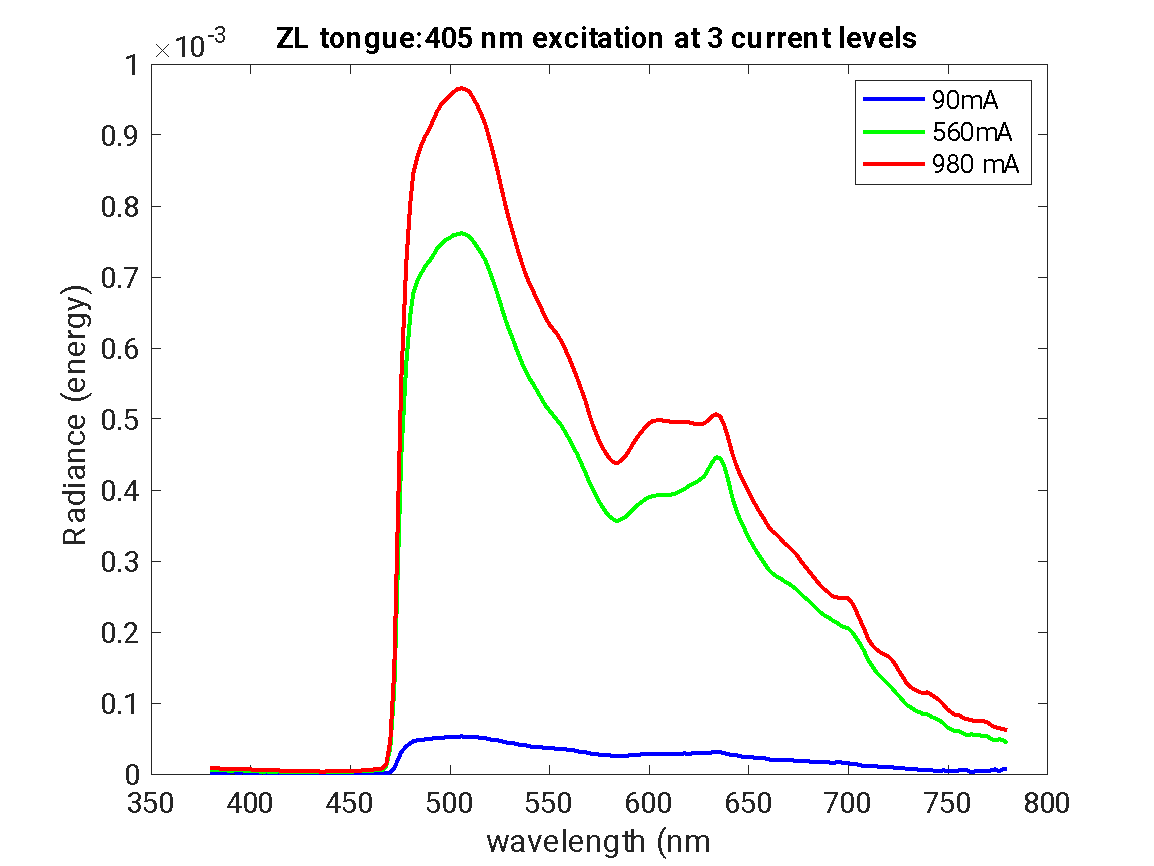 ×10-3
ZL tongue:405 nm excitation at 3 current levels
90mA
560mA
980 mA
1
0.9
0.8
0.7
0.6
0.5
0.4
0.3
0.2
0.1
0
Radiance (energy)
350 400 450 500 550 600 650 700 750 800
wavelength (nm